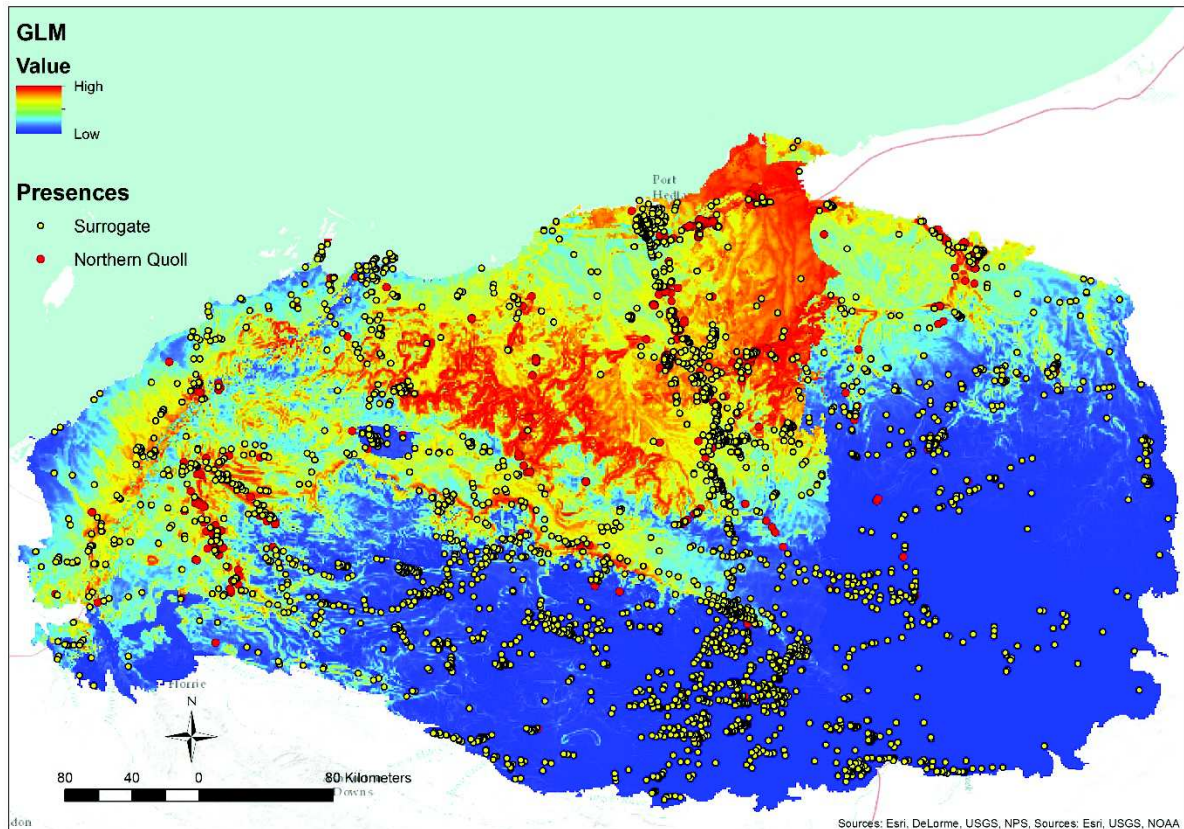 GLM
Value
High
Low
Presences
Surrogate
Northern Quoll
Port
N
80 40 0 80 Kilometers
Downs
Sources: Esri, DeLorme, USGS, NPS, Sources: Esri, USGS, NOAA